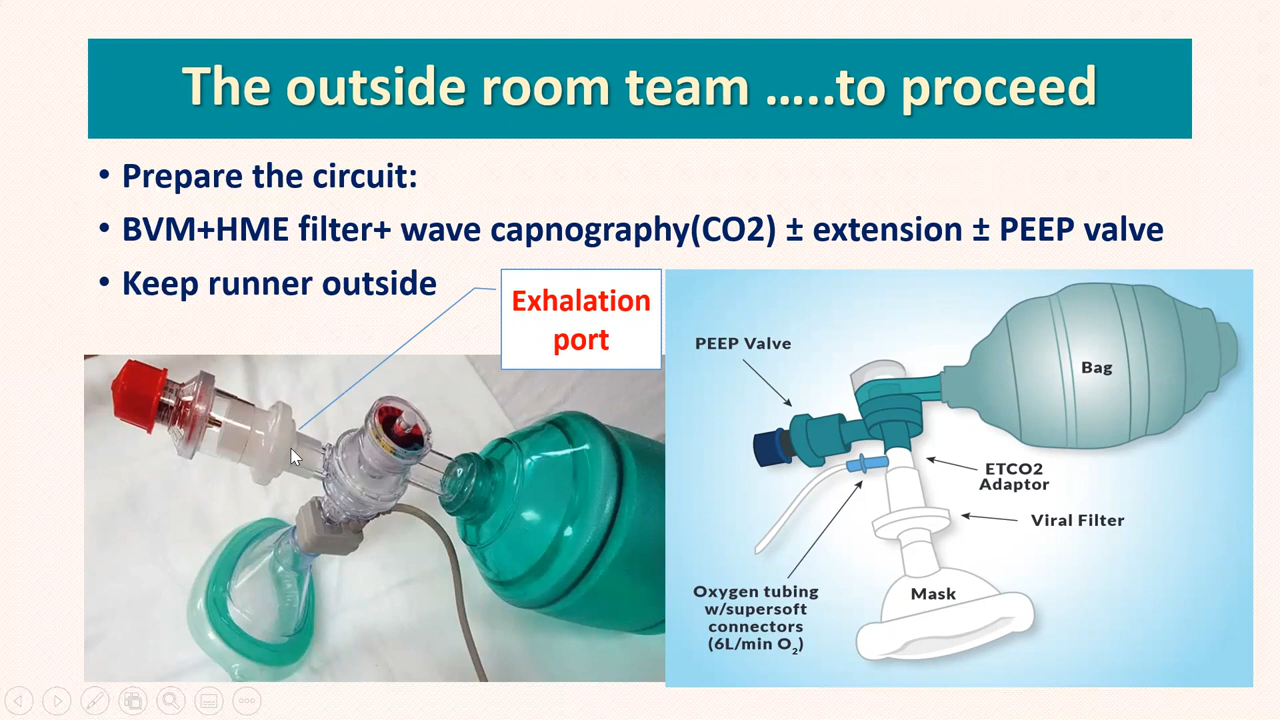 The outside room team …..to proceed
• Prepare the circuit:
• BVM+HME filter+ wave capnography(CO2) ± extension ± PEEP valve
• Keep runner outside
Exhalation
port
PEEP Valve
Bag
ETCO2
Adaptor
Viral Filter
Oxygen tubing
w/supersoft
connectors
(6L/min O₂)
Mask